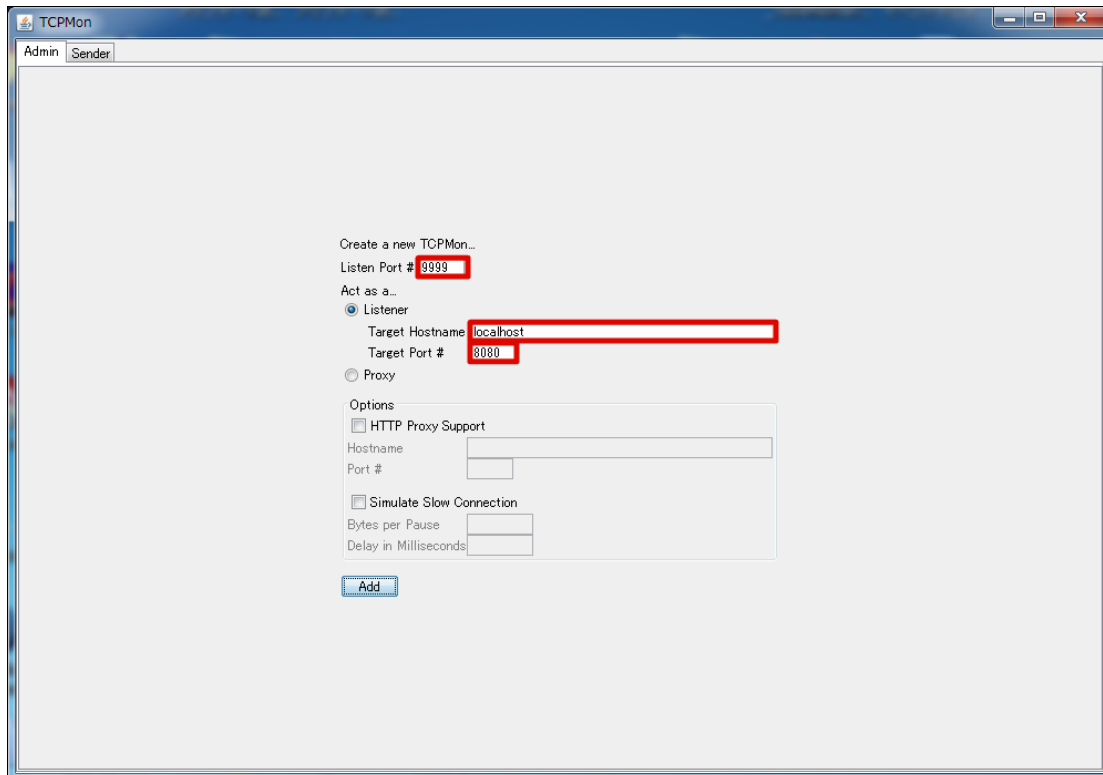 TCPMon
Admin Sender
Create a new TCPMon...
Listen Port # 9999
Act as a...
Listener
Target Hostname localhost
Target Port # 8080
Proxy
Options
HTTP Proxy Support
Hostname
Port #
Simulate Slow Connection
Bytes per Pause
Delay in Milliseconds
Add